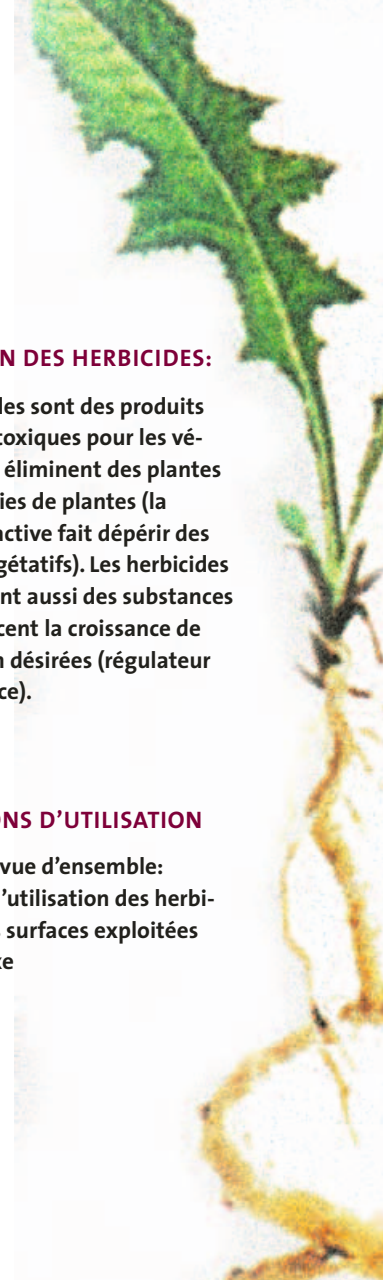 N DES HERBICIDES:
les sont des produits
toxiques pour les vé-
éliminent des plantes
ies de plantes (la
active fait dépérir des
gétatifs). Les herbicides
nt aussi des substances
cent la croissance de
n désirées (régulateur
ce).
ONS D’UTILISATION
vue d’ensemble:
’utilisation des herbi-
s surfaces exploitées
xe